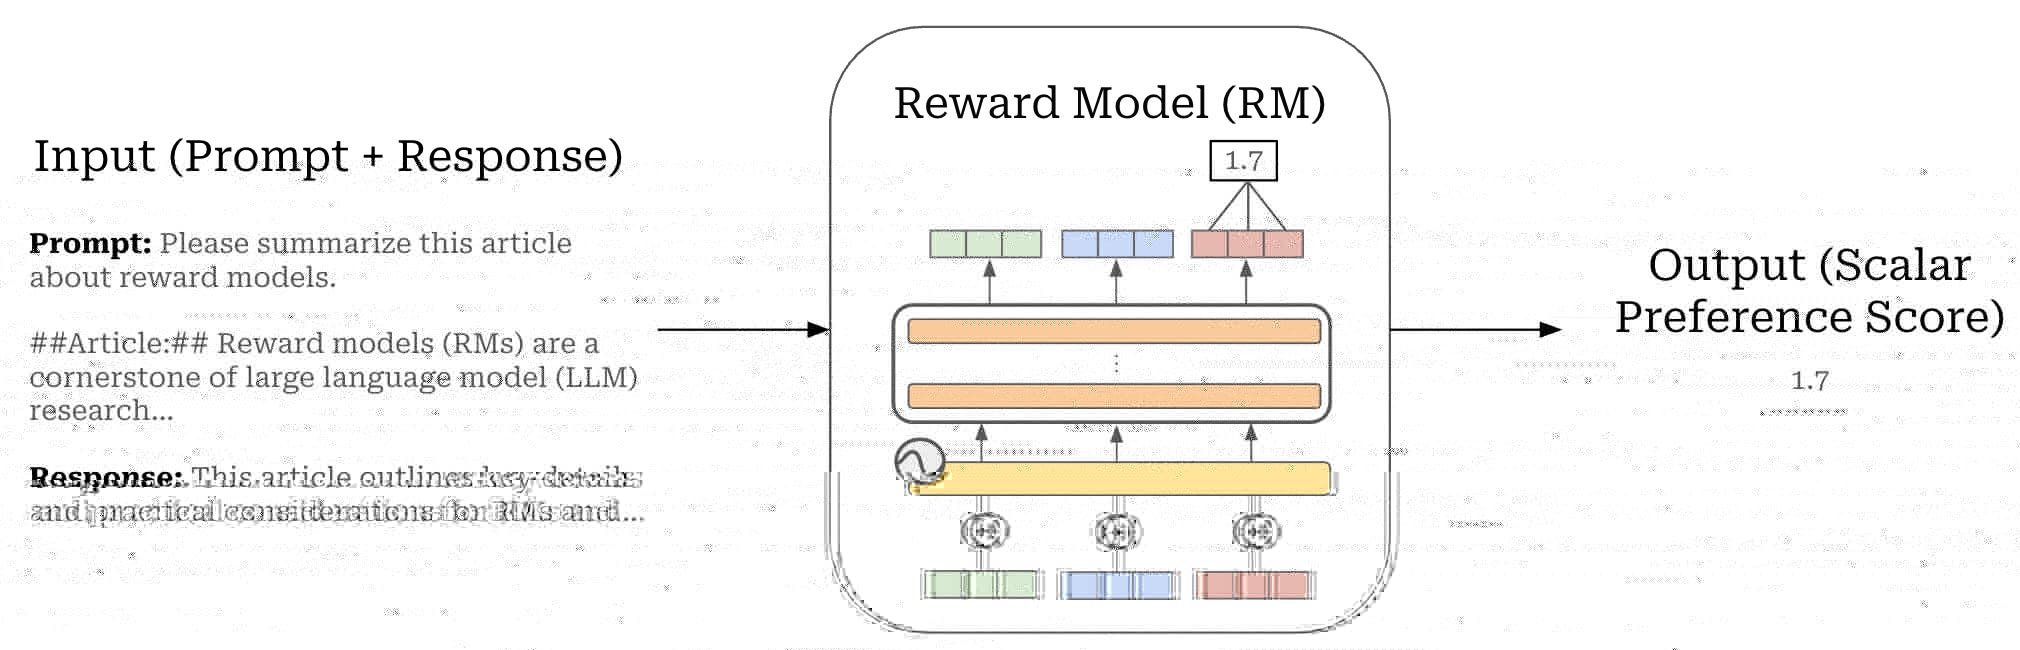 Reward Model (RM)
Input (Prompt + Response)
1.7
Prompt: Please summarize this article
about reward models.
##Article:## Reward models (RMs) are a
cornerstone of large language model (LLM)
research...
Response: This article outlines key details
and practical considerations for RMs and...
Output (Scalar
Preference Score)
1.7